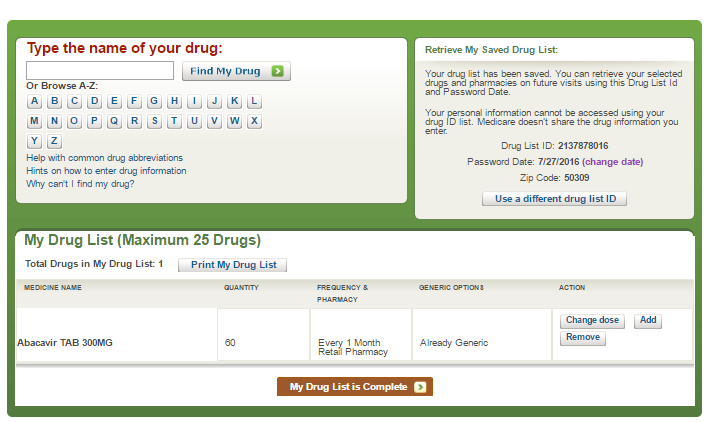 Type the name of your drug:
Find My Drug
Or Browse A-Z:
A B C D E F G H I J K L
M N O P Q R S T U V W X
Y Z
Help with common drug abbreviations
Hints on how to enter drug information
Why can't I find my drug?
Retrieve My Saved Drug List:
Your drug list has been saved. You can retrieve your selected
drugs and pharmacies on future visits using this Drug List Id
and Password Date.
Your personal information cannot be accessed using your
drug ID list. Medicare doesn't share the drug information you
enter.
Drug List ID: 2137878016
Password Date: 7/27/2016 (change date)
Zip Code: 50309
Use a different drug list ID
My Drug List (Maximum 25 Drugs)
Total Drugs in My Drug List: 1 Print My Drug List
MEDICINE NAME QUANTITY FREQUENCY & GENERIC OPTIONS ACTION
PHARMACY
Change dose Add
Remove
Abacavir TAB 300MG 60 Every 1 Month Already Generic
Retail Pharmacy
My Drug List is Complete